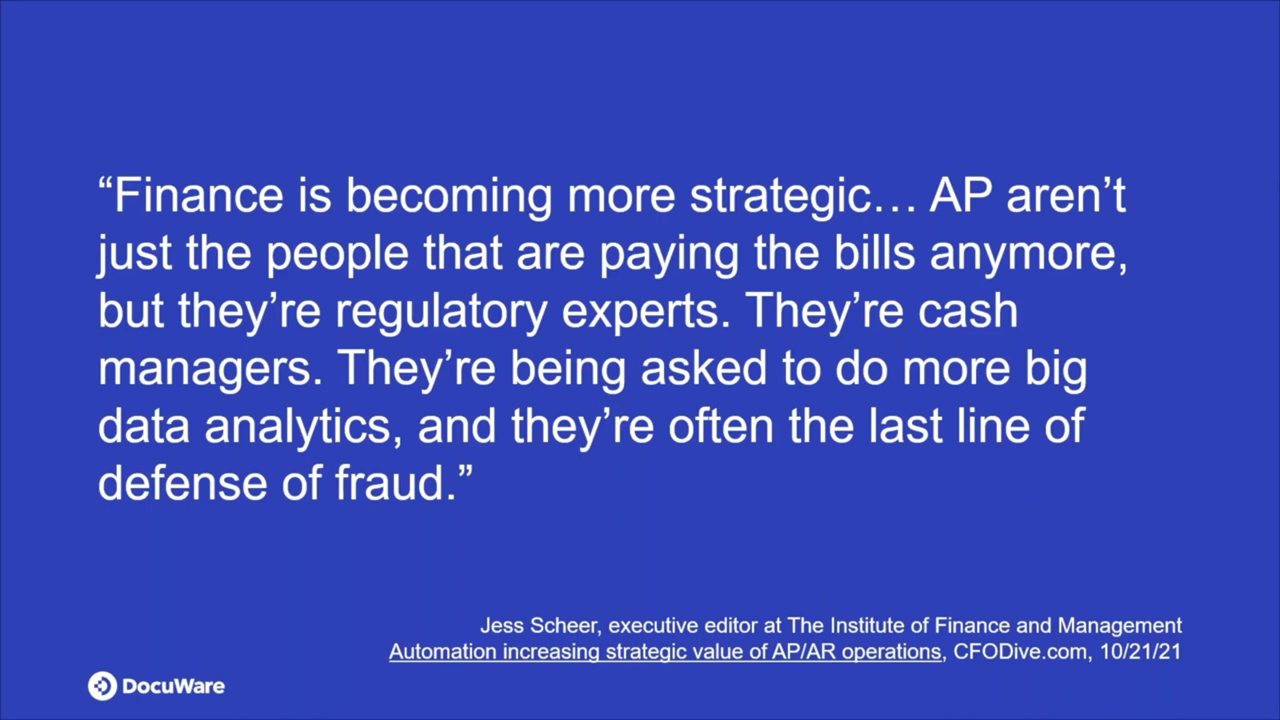 “Finance is becoming more strategic… AP aren’t
just the people that are paying the bills anymore,
but they’re regulatory experts. They’re cash
managers. They’re being asked to do more big
data analytics, and they’re often the last line of
defense of fraud.”
Jess Scheer, executive editor at The Institute of Finance and Management
Automation increasing strategic value of AP/AR operations, CFODive.com, 10/21/21
DocuWare